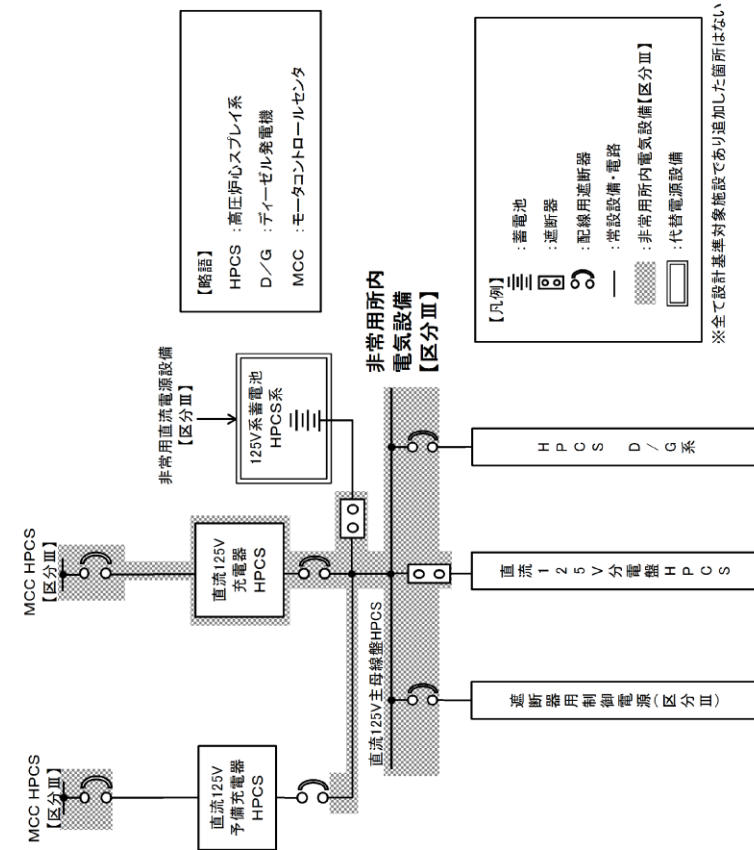 MCC HPCS
【区分Ⅲ】
直流125V
予備充電器
HPCS
MCC HPCS
【区分Ⅲ】
直流125V
充電器
HPCS
非常用直流電源設備
【区分Ⅲ】
125V系蓄電池
HPCS系
直流125V主母線盤HPCS
非常用所内
電気設備
【区分Ⅲ】
遮断器用制御電源(区分Ⅲ)
直流125V分電盤HPCS
HPCS D/G系
【略語】
HPCS :高圧炉心スプレイ系
D/G :ディーゼル発電機
MCC :モータコントロールセンタ
【凡例】
:蓄電池
:遮断器
:配線用遮断器
:常設設備・電路
:非常用所内電気設備【区分Ⅲ】
:代替電源設備
※全て設計基準対象施設であり追加した箇所はない